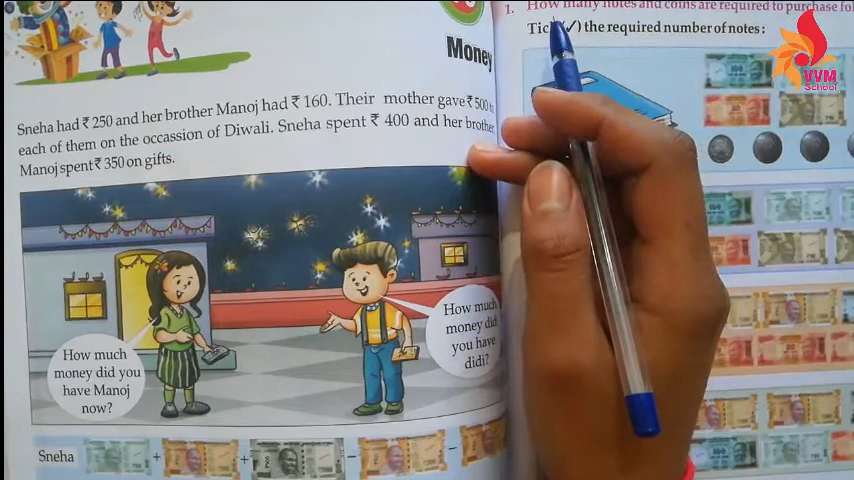 Money
Sneha had ₹ 250 and her brother Manoj had ₹ 160. Their mother gave ₹ 500 to
each of them on the occassion of Diwali. Sneha spent ₹ 400 and her brother
Manoj spent ₹ 350 on gifts.
How much
money did you
have Manoj
now?
How much
money did
you have
didi?
Sneha + + − −
1. How many notes and coins are required to purchase
Tick (✓) the required number of notes:
VVM
School